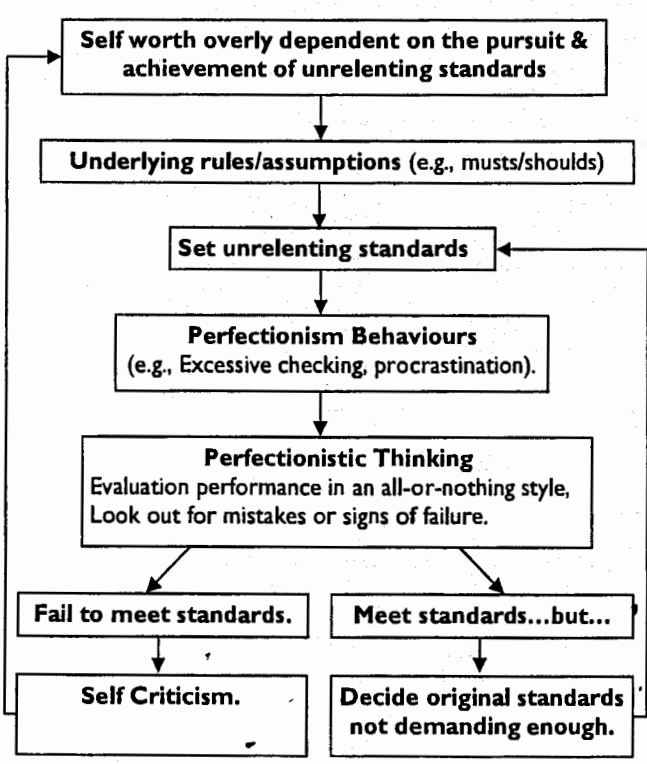 Self worth overly dependent on the pursuit &
achievement of unrelenting standards
Underlying rules/assumptions (e.g., musts/shoulds)
Set unrelenting standards
Perfectionism Behaviours
(e.g., Excessive checking, procrastination).
Perfectionistic Thinking
Evaluation performance in an all-or-nothing style,
Look out for mistakes or signs of failure.
Fail to meet standards.
Meet standards...but...
Self Criticism.
Decide original standards
not demanding enough.